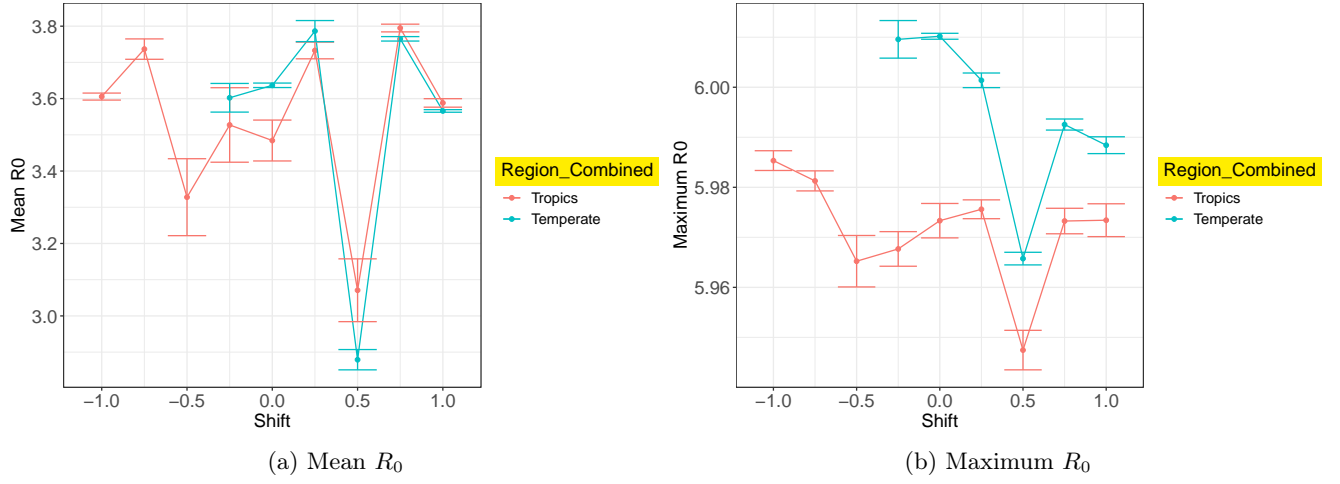 3.8
3.6
3.4
3.2
3.0
Mean R0
−1.0 −0.5 0.0 0.5 1.0
Shift
Region_Combined
Tropics
Temperate
(a) Mean R0
6.00
5.98
5.96
Maximum R0
−1.0 −0.5 0.0 0.5 1.0
Shift
Region_Combined
Tropics
Temperate
(b) Maximum R0